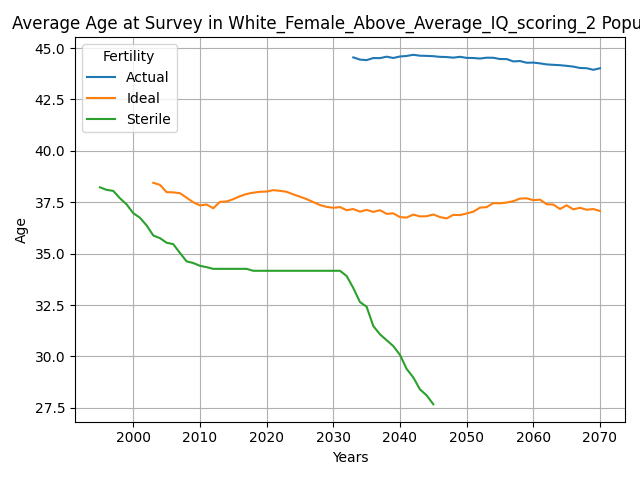 Average Age at Survey in White_Female_Above_Average_IQ_scoring_2 Popu
Fertility
Actual
Ideal
Sterile
45.0
42.5
40.0
37.5
35.0
32.5
30.0
27.5
Age
2000 2010 2020 2030 2040 2050 2060 2070
Years